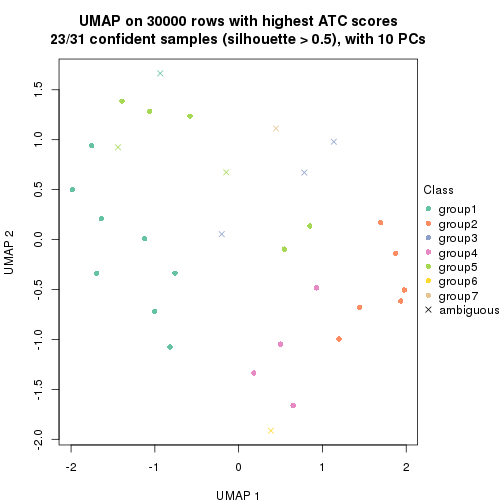 UMAP on 30000 rows with highest ATC scores
23/31 confident samples (silhouette > 0.5), with 10 PCs
UMAP 2
1.5
1.0
0.5
0.0
-0.5
-1.0
-1.5
-2.0
-2
-1
0
1
2
UMAP 1
Class
group1
group2
group3
group4
group5
group6
group7
ambiguous